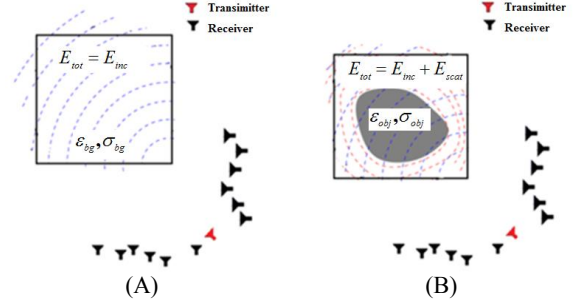 Transimitter
Receiver
E_tot = E_inc
ε_bg, σ_bg
(A)
Transimitter
Receiver
E_tot = E_inc + E_scat
ε_obj, σ_obj
(B)